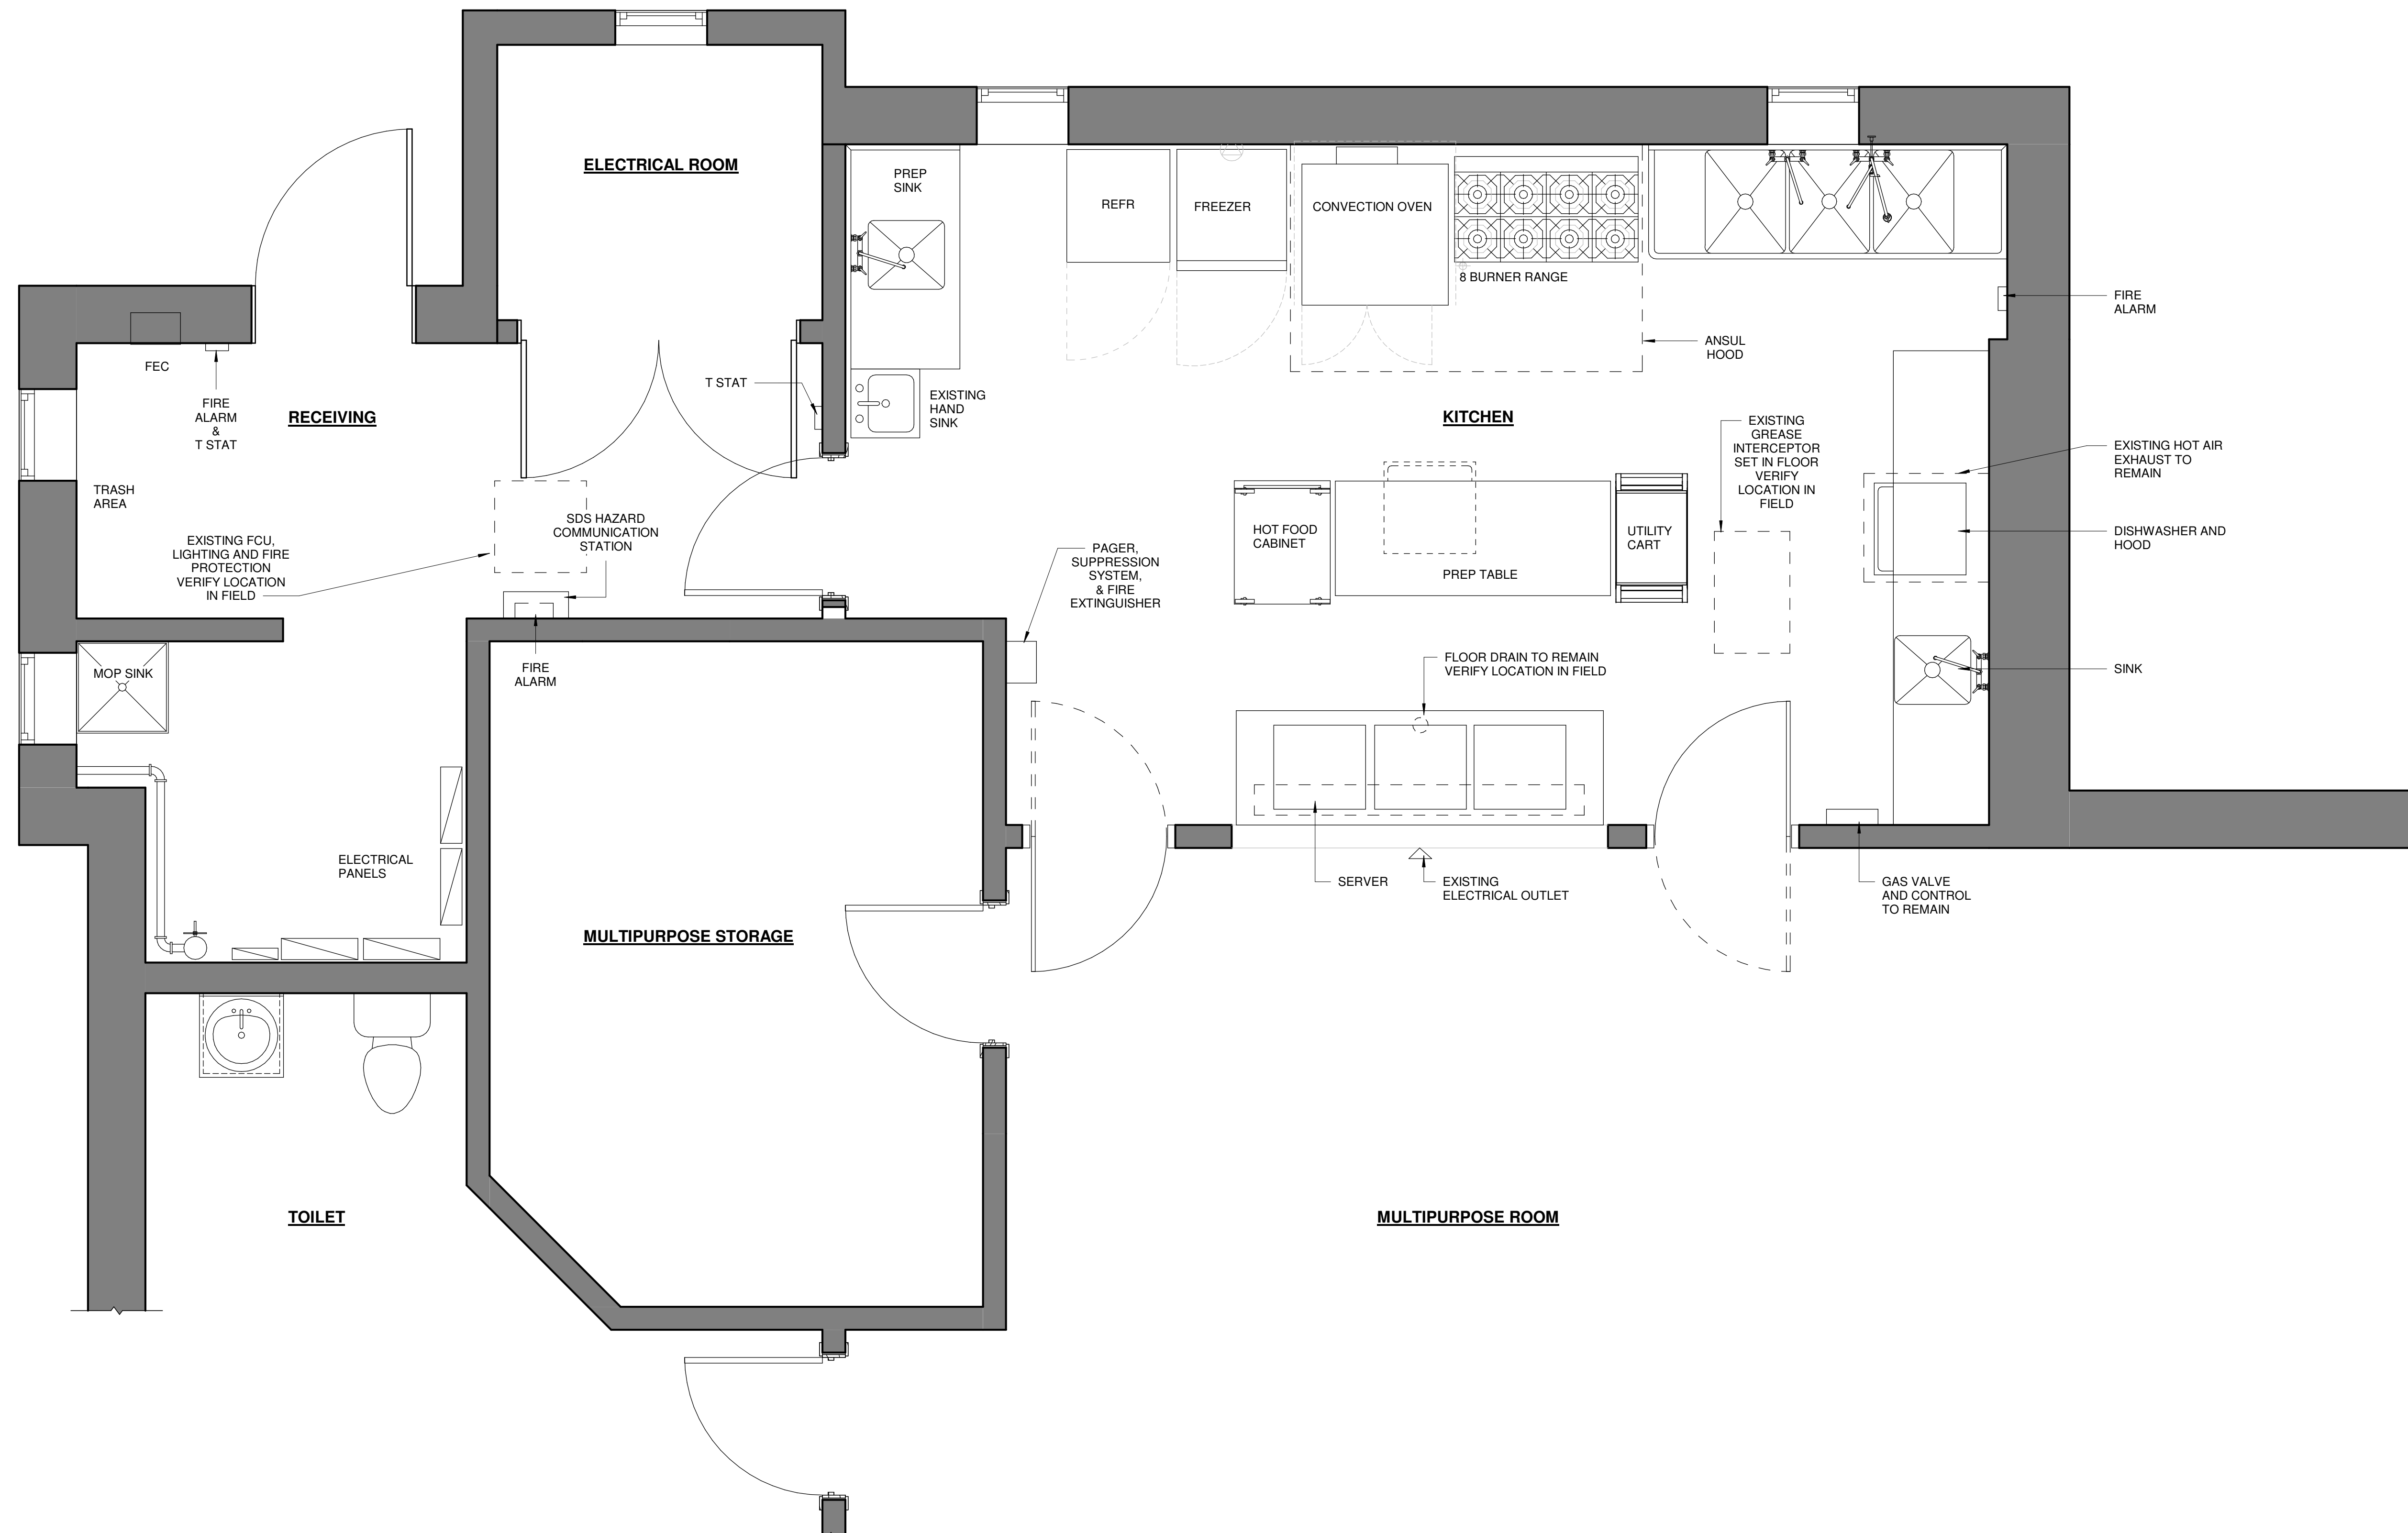 ELECTRICAL ROOM
PREP
SINK
REFR
FREEZER
CONVECTION OVEN
8 BURNER RANGE
FIRE
ALARM
ANSUL
HOOD
FEC
FIRE
ALARM
&
T STAT
RECEIVING
T STAT
EXISTING
HAND
SINK
KITCHEN
EXISTING
GREASE
INTERCEPTOR
SET IN FLOOR
VERIFY
LOCATION IN
FIELD
EXISTING HOT AIR
EXHAUST TO
REMAIN
TRASH
AREA
SDS HAZARD
COMMUNICATION
STATION
EXISTING FCU,
LIGHTING AND FIRE
PROTECTION
VERIFY LOCATION
IN FIELD
HOT FOOD
CABINET
UTILITY
CART
DISHWASHER AND
HOOD
PAGER,
SUPPRESSION
SYSTEM,
& FIRE
EXTINGUISHER
PREP TABLE
MOP SINK
FIRE
ALARM
FLOOR DRAIN TO REMAIN
VERIFY LOCATION IN FIELD
SINK
ELECTRICAL
PANELS
SERVER
EXISTING
ELECTRICAL OUTLET
GAS VALVE
AND CONTROL
TO REMAIN
MULTIPURPOSE STORAGE
TOILET
MULTIPURPOSE ROOM